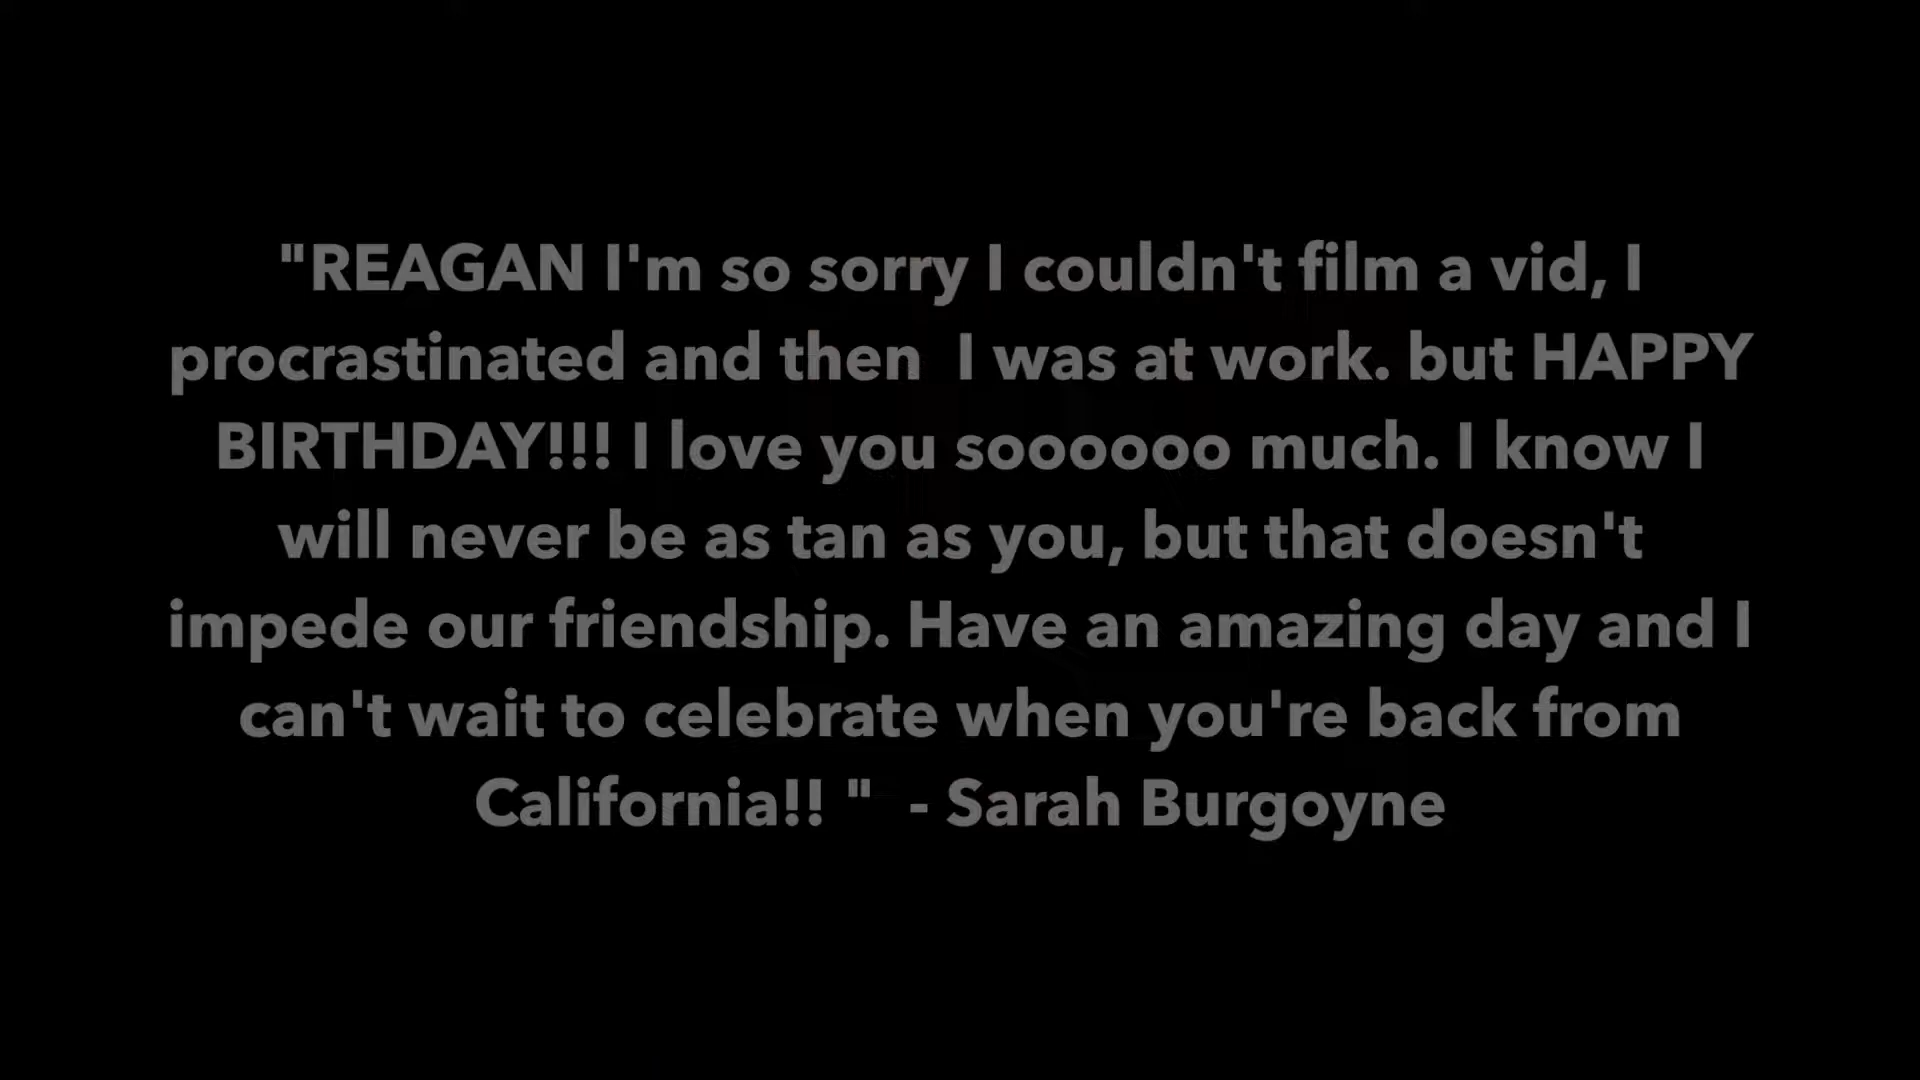 "REAGAN I'm so sorry I couldn't film a vid, I
procrastinated and then  I was at work. but HAPPY
BIRTHDAY!!! I love you soooooo much. I know I
will never be as tan as you, but that doesn't
impede our friendship. Have an amazing day and I
can't wait to celebrate when you're back from
California!! "  - Sarah Burgoyne